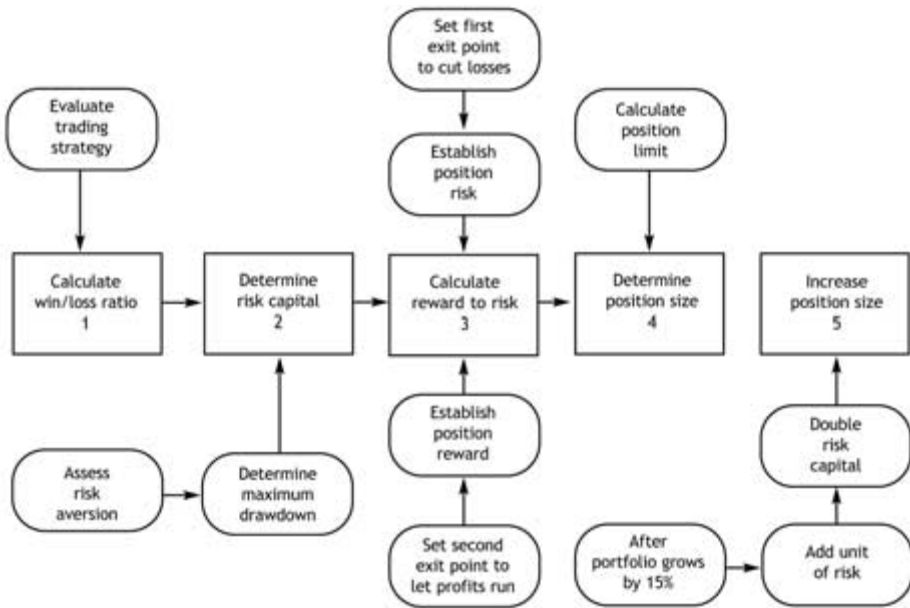 Set first
exit point
to cut losses
Evaluate
trading
strategy
Calculate
position
limit
Establish
position
risk
Calculate
win/loss ratio
1
Determine
risk capital
2
Calculate
reward to risk
3
Determine
position size
4
Increase
position size
5
Establish
position
reward
Double
risk
capital
Assess
risk
aversion
Determine
maximum
drawdown
Set second
exit point to
let profits run
After
portfolio grows
by 15%
Add unit
of risk